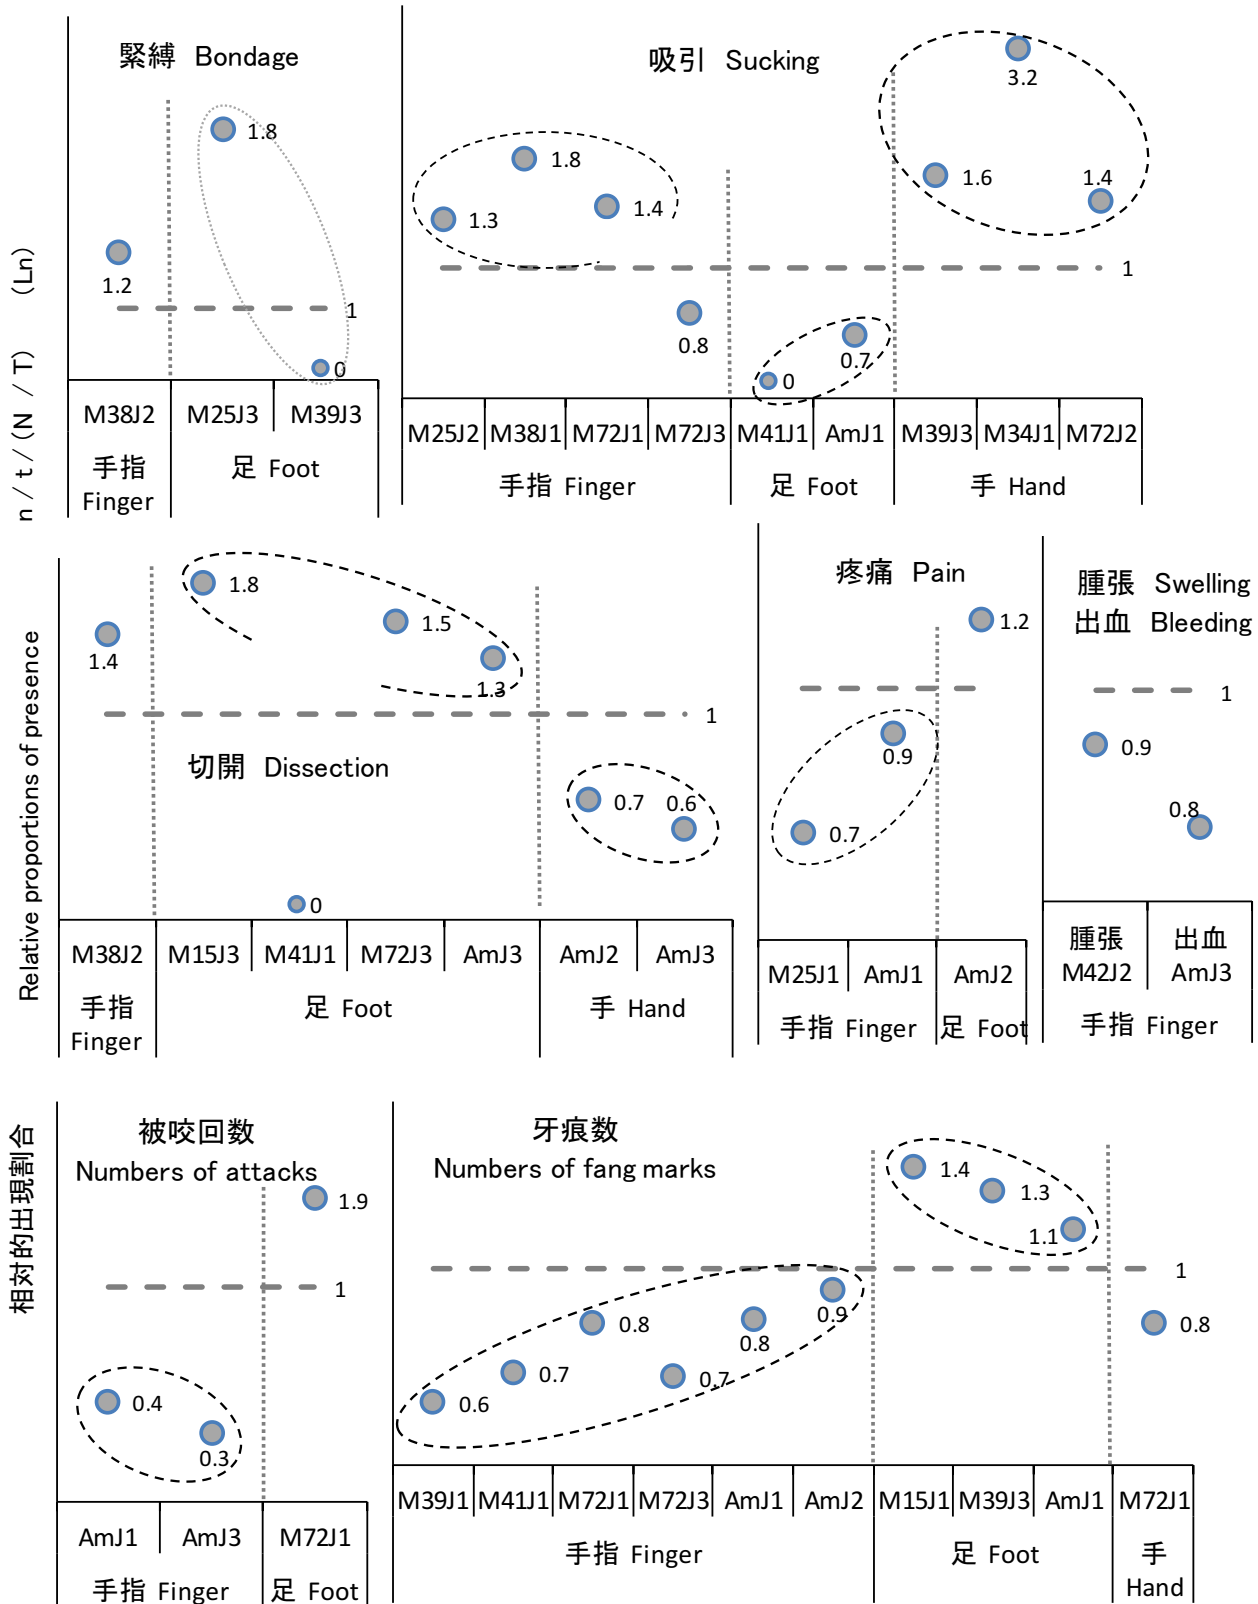 n / t / (N / T) (Ln)
Relative proportions of presence
相対的出現割合
緊縛 Bondage
1.8
1.2
1
0
M38J2 M25J3 M39J3
手指 足 Foot
Finger
吸引 Sucking
3.2
1.8
1.6
1.4
1.4
1.3
1
0.8
0.7
0
M25J2 M38J1 M72J1 M72J3 M41J1 AmJ1 M39J3 M34J1 M72J2
手指 Finger 足 Foot 手 Hand
1.8
1.5
1.4
1.3
1
切開 Dissection
0.7 0.6
0
M38J2 M15J3 M41J1 M72J3 AmJ3 AmJ2 AmJ3
手指 足 Foot 手 Hand
Finger
疼痛 Pain
1.2
0.9
0.7
M25J1 AmJ1 AmJ2
手指 Finger 足 Foot
腫張 Swelling
出血 Bleeding
1
0.9
0.8
腫張 出血
M42J2 AmJ3
手指 Finger
被咬回数
Numbers of attacks
1.9
1
0.4
0.3
AmJ1 AmJ3 M72J1
手指 Finger 足 Foot
牙痕数
Numbers of fang marks
1.4
1.3
1.1
1
0.9
0.8
0.8
0.8
0.7
0.7
0.6
M39J1 M41J1 M72J1 M72J3 AmJ1 AmJ2 M15J1 M39J3 AmJ1 M72J1
手指 Finger 足 Foot 手
Hand